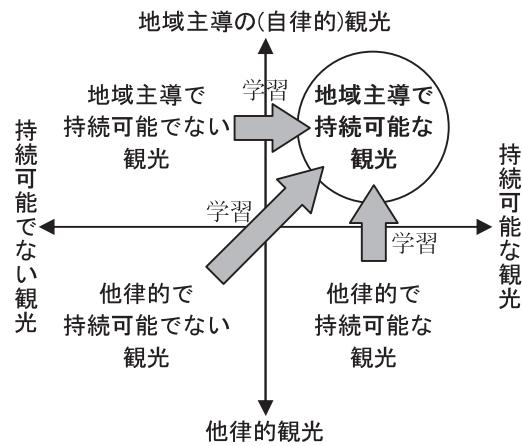 地域主導の(自律的)観光
地域主導で
持続可能でない
観光
学習
地域主導で
持続可能な
観光
持続可能でない観光
持続可能な観光
学習
学習
他律的で
持続可能でない
観光
他律的で
持続可能な
観光
他律的観光